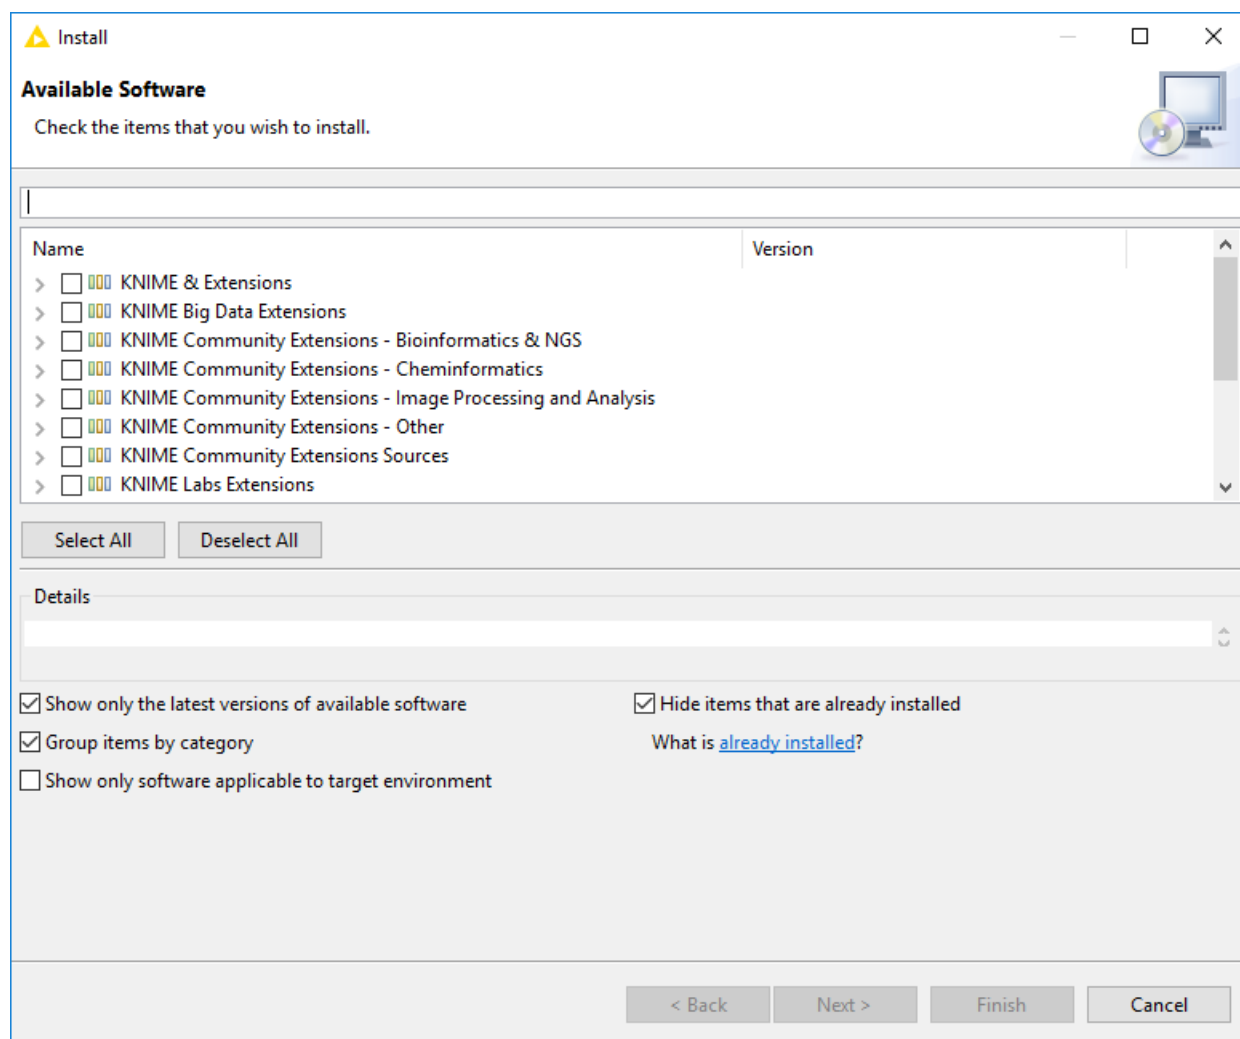 Install
Available Software
Check the items that you wish to install.
Name Version
KNIME & Extensions
KNIME Big Data Extensions
KNIME Community Extensions - Bioinformatics & NGS
KNIME Community Extensions - Cheminformatics
KNIME Community Extensions - Image Processing and Analysis
KNIME Community Extensions - Other
KNIME Community Extensions Sources
KNIME Labs Extensions
Select All Deselect All
Details
Show only the latest versions of available software Hide items that are already installed
Group items by category What is already installed?
Show only software applicable to target environment
< Back Next > Finish Cancel